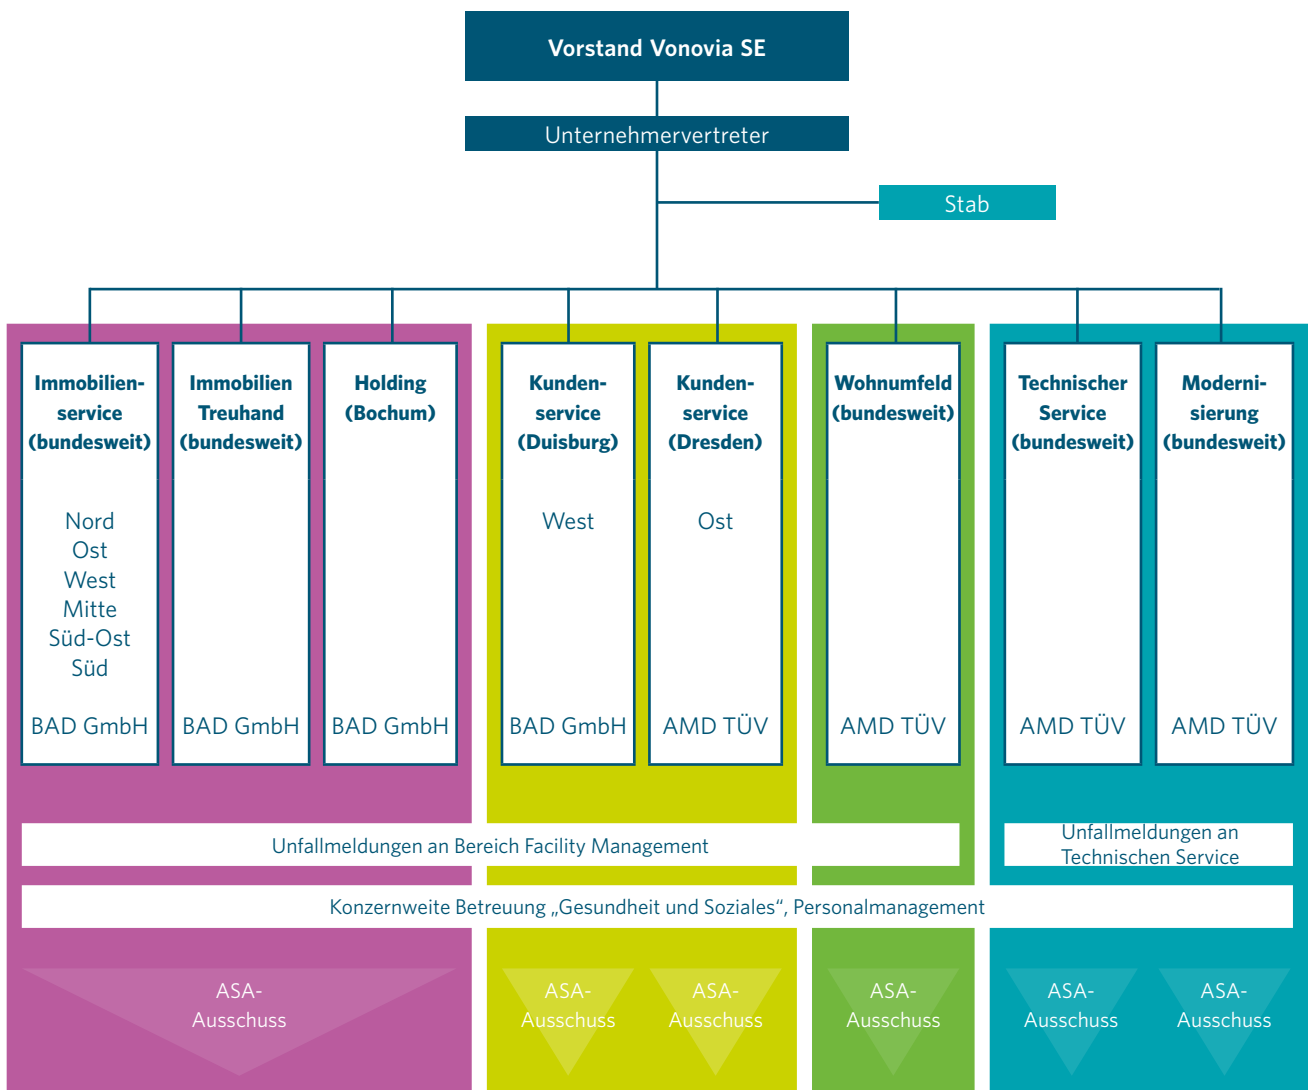 Vorstand Vonovia SE
Unternehmervertreter
Stab
Immobilien-
service
(bundesweit)
Nord
Ost
West
Mitte
Süd-Ost
Süd
BAD GmbH
Immobilien
Treuhand
(bundesweit)
BAD GmbH
Holding
(Bochum)
BAD GmbH
Kunden-
service
(Duisburg)
West
BAD GmbH
Kunden-
service
(Dresden)
Ost
AMD TÜV
Wohnumfeld
(bundesweit)
AMD TÜV
Technischer
Service
(bundesweit)
AMD TÜV
Moderni-
sierung
(bundesweit)
AMD TÜV
Unfallmeldungen an Bereich Facility Management
Unfallmeldungen an
Technischen Service
Konzernweite Betreuung „Gesundheit und Soziales“, Personalmanagement
ASA-
Ausschuss
ASA-
Ausschuss
ASA-
Ausschuss
ASA-
Ausschuss
ASA-
Ausschuss
ASA-
Ausschuss